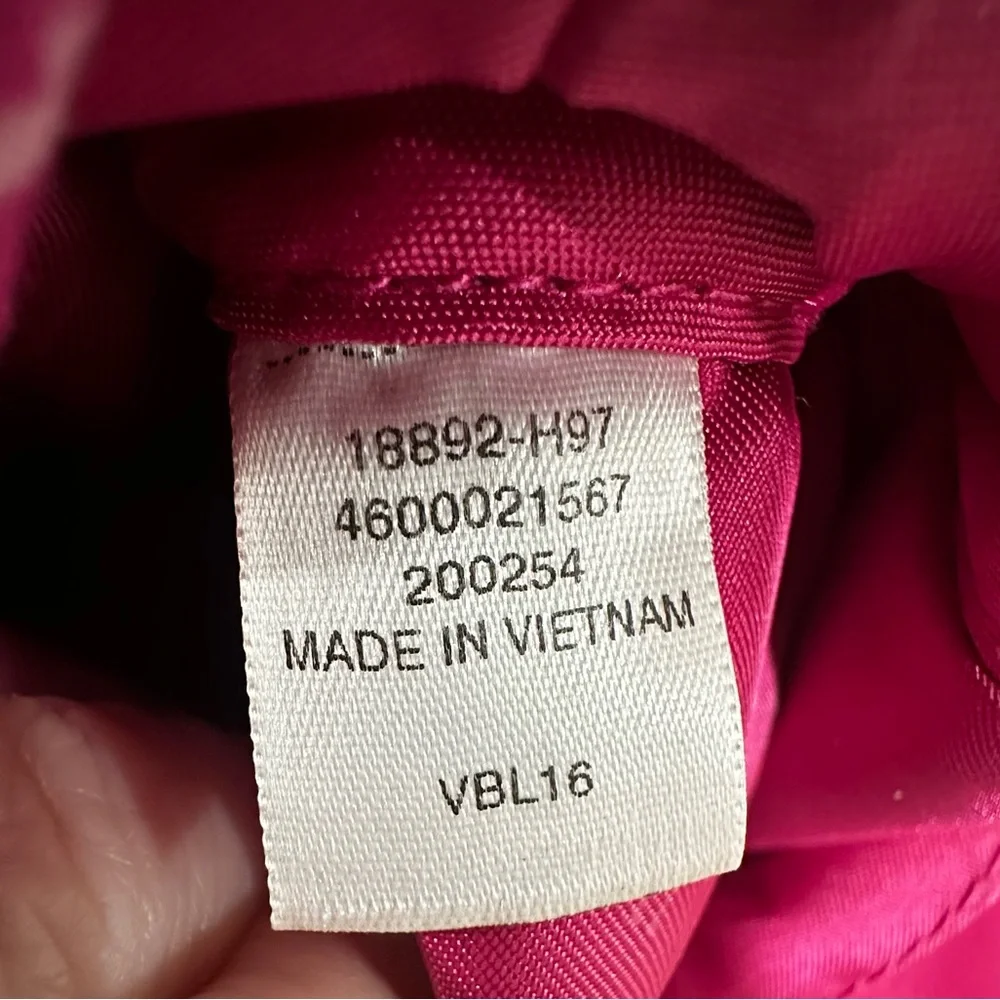 18892-H97
4600021567
200254
MADE IN VIETNAM
VBL16